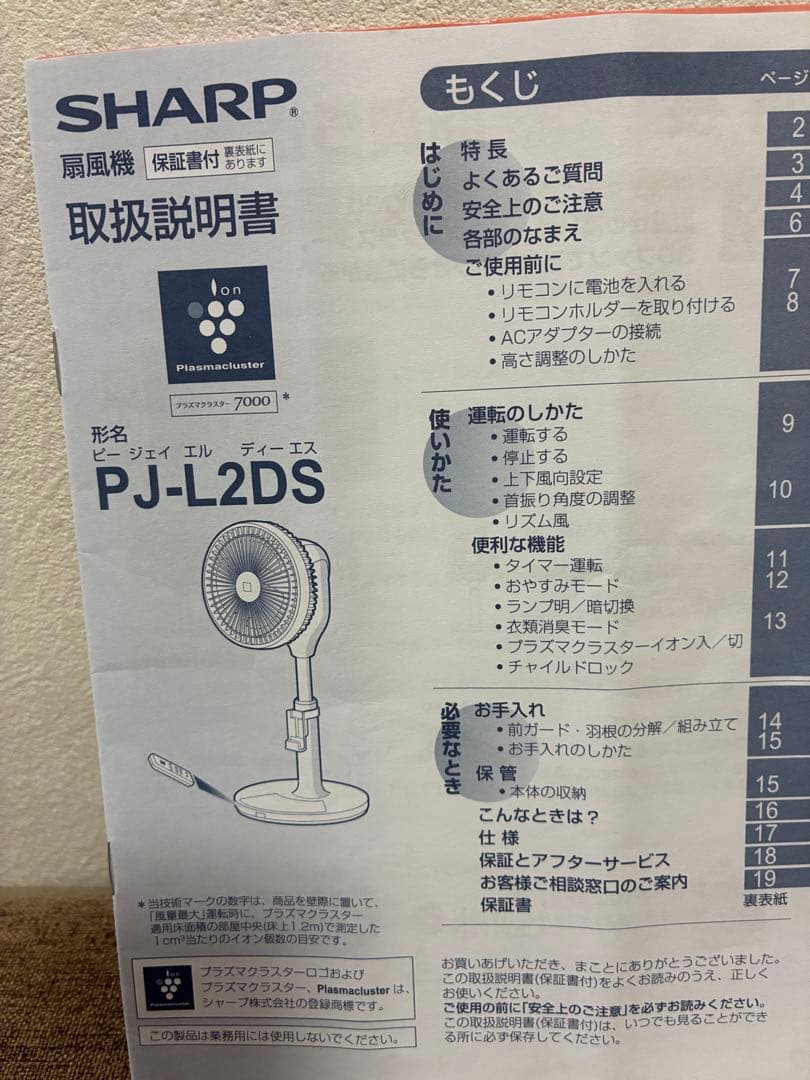 SHARP®
扇風機 保証書付 裏表紙にあります
取扱説明書
Ion
Plasmacluster
プラズマクラスター 7000 *
形名
ピー ジェイ エル ディー エス
PJ-L2DS
*当技術マークの数字は、商品を壁際に置いて、
「風量最大」運転時に、プラズマクラスター
適用床面積の部屋中央(床上1.2m)で測定した
1cm³当たりのイオン個数の目安です。
Ion
Plasmacluster
プラズマクラスターロゴおよび
プラズマクラスター、Plasmacluster は、
シャープ株式会社の登録商標です。
この製品は業務用には使用しないでください。
もくじ ページ
はじめに
特長 2
よくあるご質問 3
安全上のご注意 4
各部のなまえ 6
ご使用前に
・リモコンに電池を入れる 7
・リモコンホルダーを取り付ける 8
・ACアダプターの接続
・高さ調整のしかた
使いかた
運転のしかた 9
・運転する
・停止する
・上下風向設定 10
・首振り角度の調整
・リズム風
便利な機能
・タイマー運転 11
・おやすみモード 12
・ランプ明／暗切換
・衣類消臭モード 13
・プラズマクラスターイオン入／切
・チャイルドロック
必要なとき
お手入れ
・前ガード・羽根の分解／組み立て 14
・お手入れのしかた 15
保管
・本体の収納 15
こんなときは？ 16
仕様 17
保証とアフターサービス 18
お客様ご相談窓口のご案内 19
保証書 裏表紙
お買いあげいただき、まことにありがとうございました。
この取扱説明書(保証書付)をよくお読みのうえ、正しく
お使いください。
ご使用の前に「安全上のご注意」を必ずお読みください。
この取扱説明書(保証書付)は、いつでも見ることができ
る所に必ず保存してください。